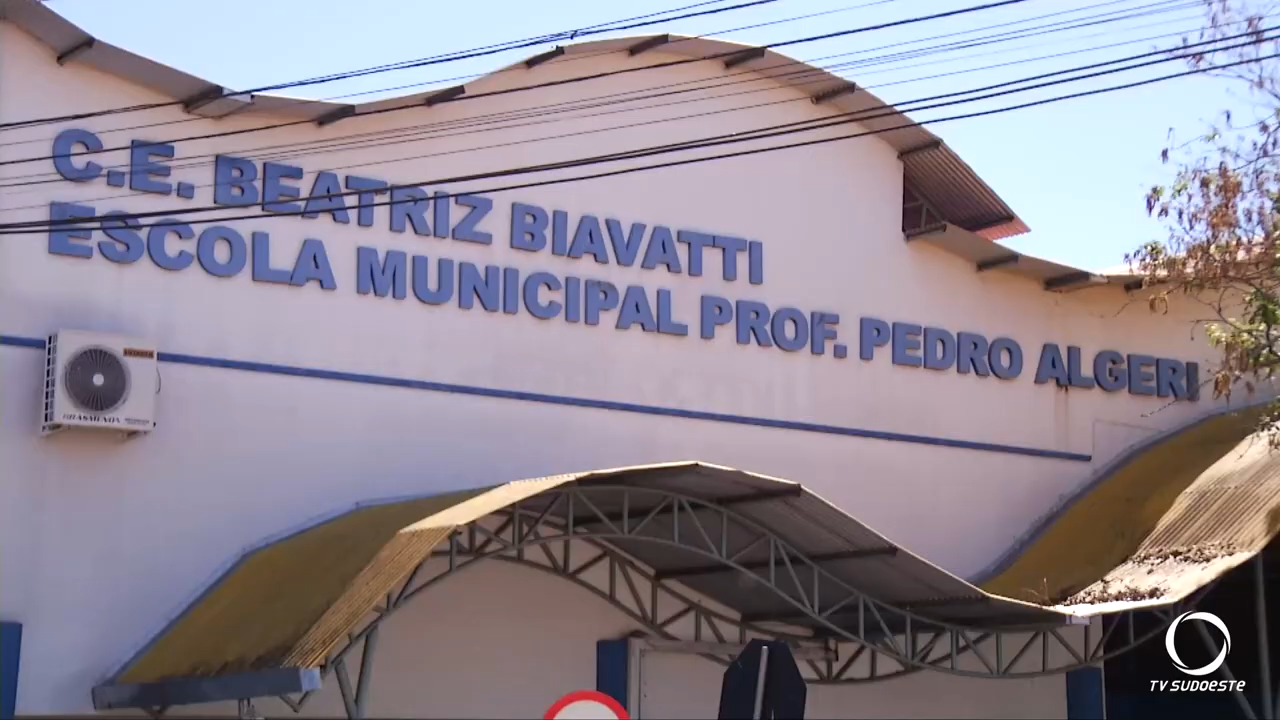 C.E. BEATRIZ BIAVATTI
ESCOLA MUNICIPAL PROF. PEDRO ALGERI
TV SUDOESTE